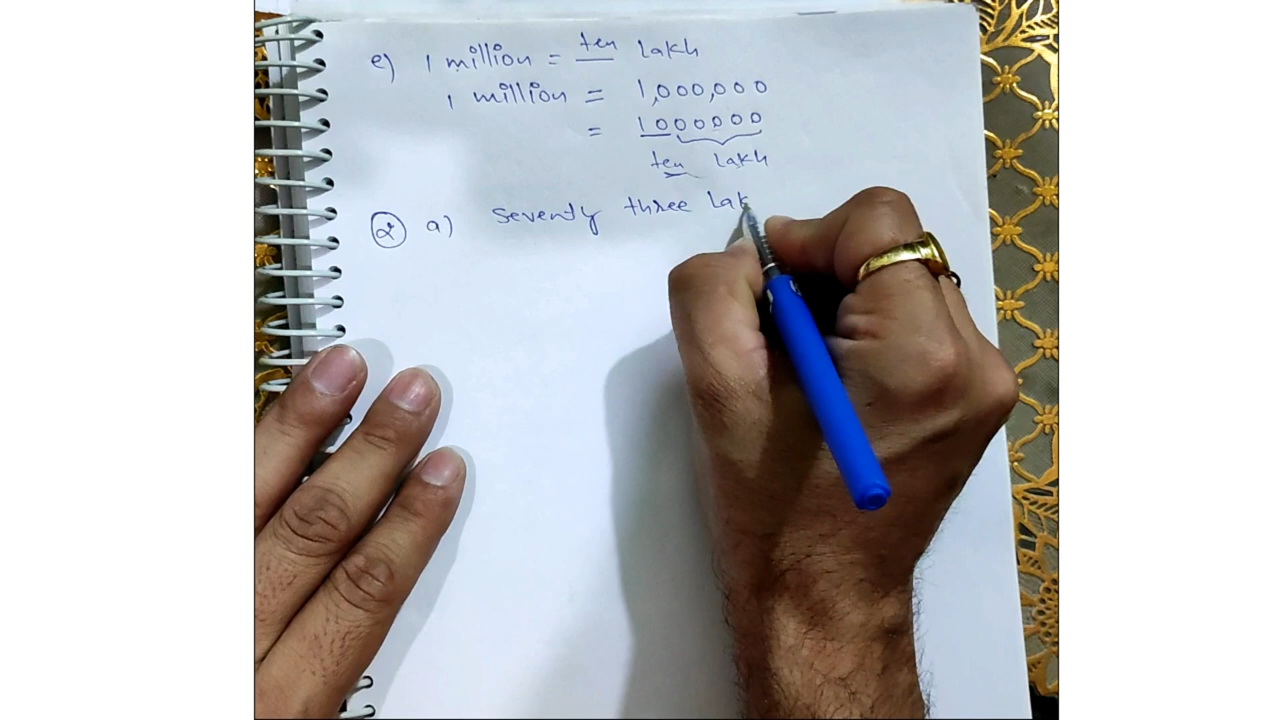 e) 1 million = ten lakh
1 million = 1,000,000
= 1000000
ten lakh
2 a) Seventy three lak